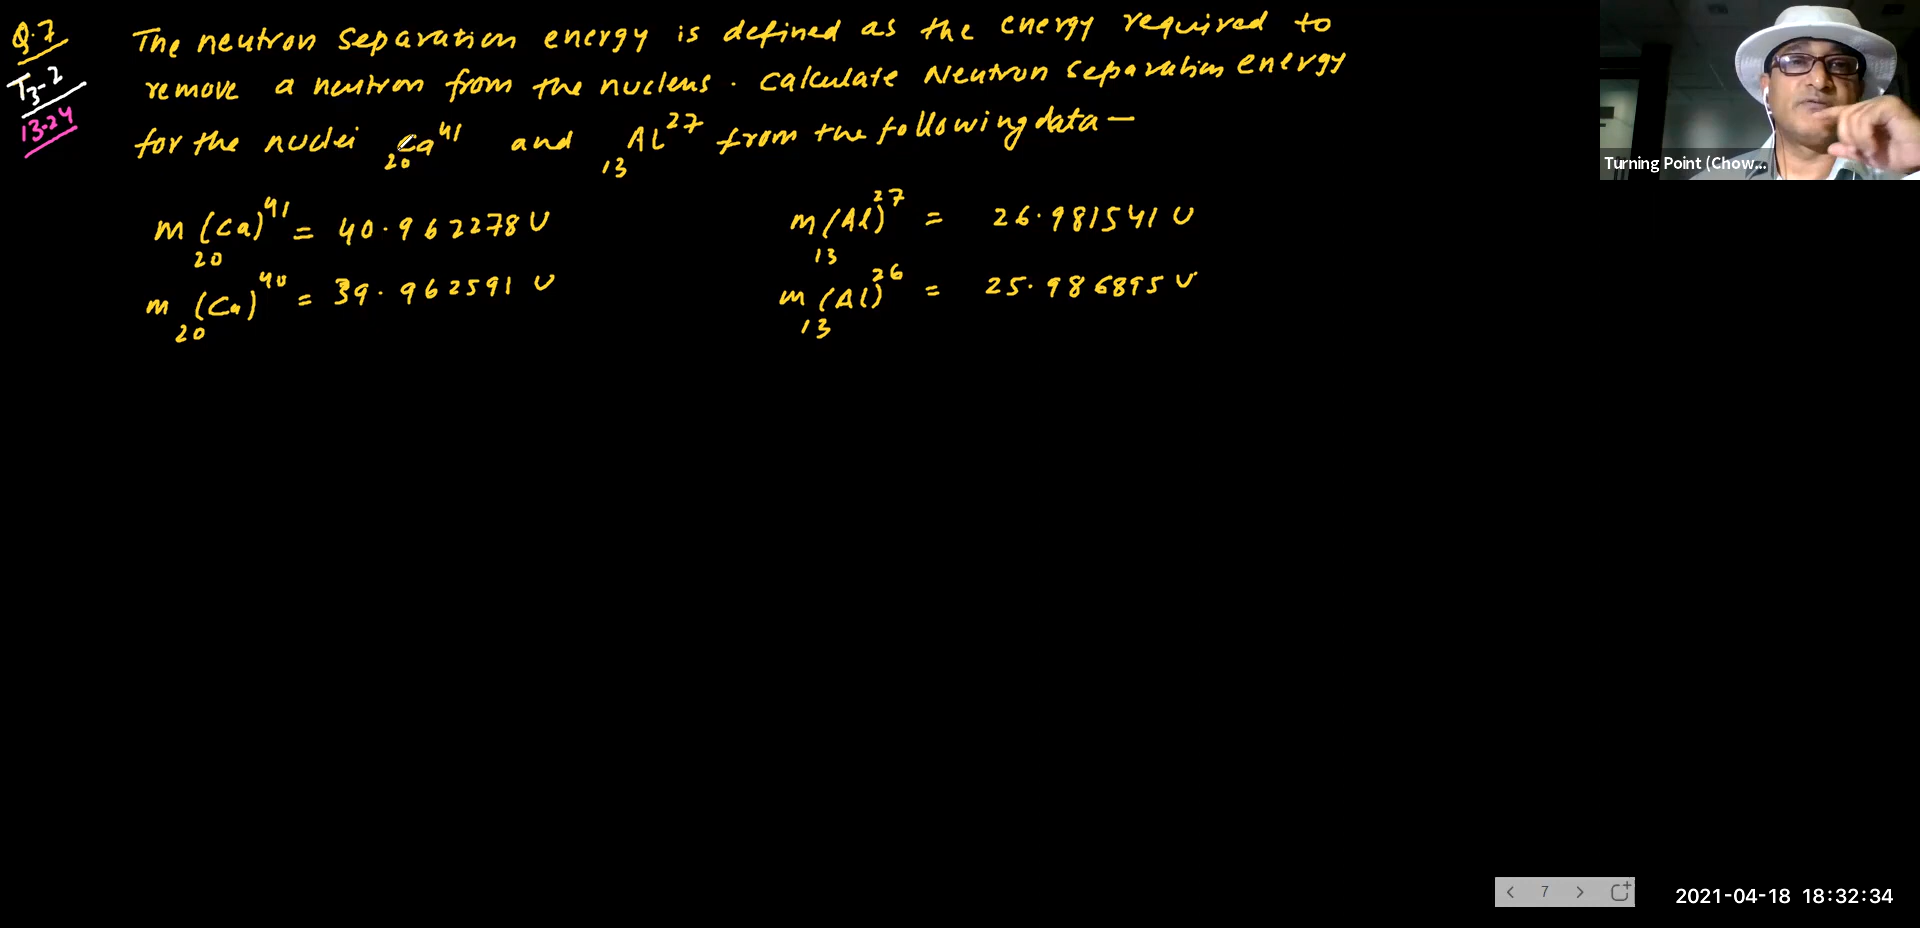 Q.7
T3-2
13.24
The neutron separation energy is defined as the energy required to
remove a neutron from the nucleus. Calculate Neutron separation energy
for the nuclei 20Ca41 and 13Al27 from the following data—
m 20(Ca)41 = 40.962278 U
m 13(Al)27 = 26.981541 U
m 20(Ca)40 = 39.962591 U
m 13(Al)26 = 25.986895 U
Turning Point (Chow...
7
2021-04-18 18:32:34